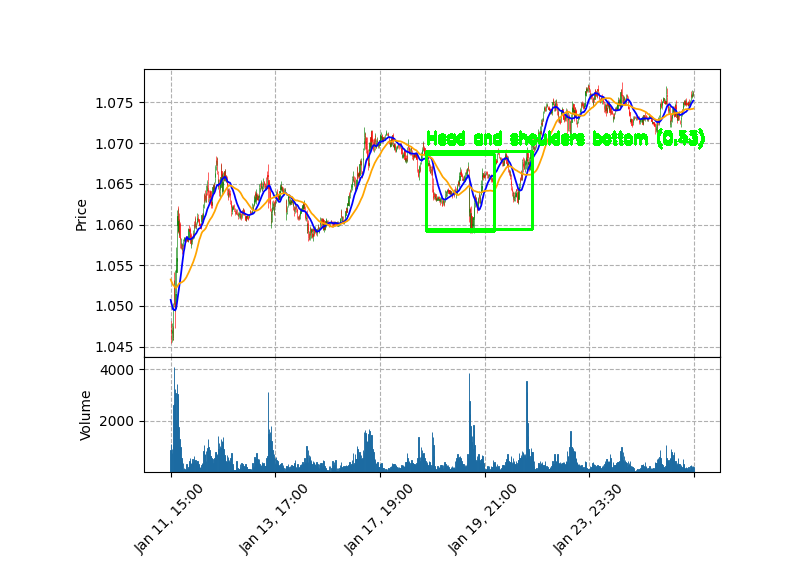 1.075
Head and shoulders bottom
1.070
1.065
Price
1.060
1.055
1.050
1.045
4000
Volume
2000
Jan 11, 15:00
Jan 13, 17:00
Jan 17, 19:00
Jan 19, 21:00
Jan 23, 23:30